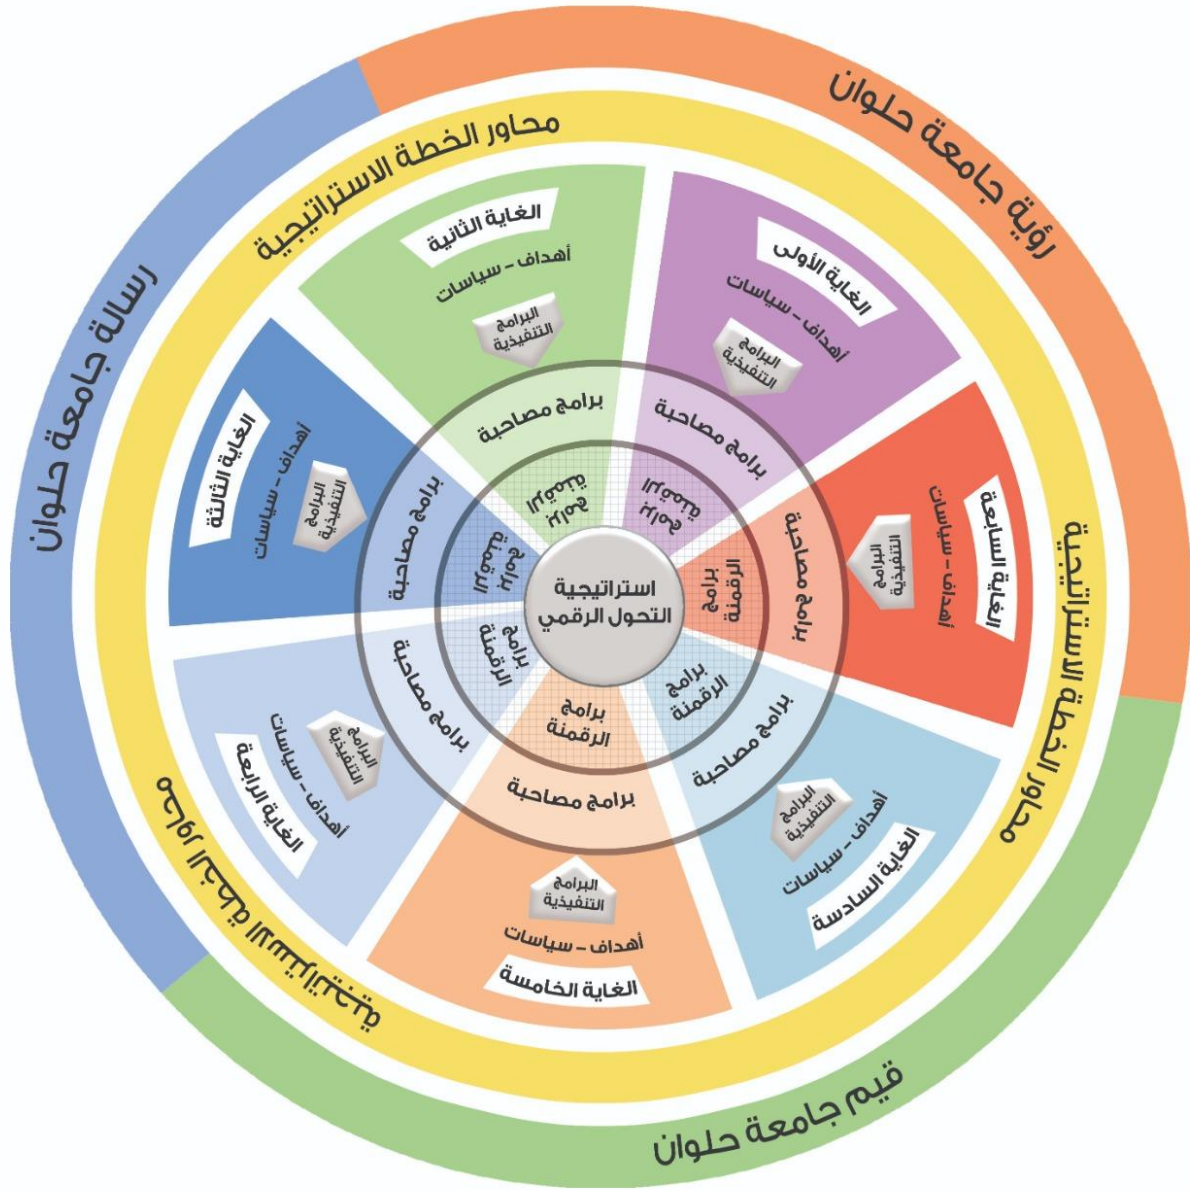 رؤية جامعة حلوان
رسالة جامعة حلوان
قيم جامعة حلوان
محاور الخطة الاستراتيجية
محاور الخطة الاستراتيجية
محاور الخطة الاستراتيجية
الغاية الأولى
أهداف - سياسات
البرامج
التنفيذية
برامج مصاحبة
برامج
الرقمنة
الغاية الثانية
أهداف - سياسات
البرامج
التنفيذية
برامج مصاحبة
برامج
الرقمنة
الغاية الثالثة
أهداف - سياسات
البرامج
التنفيذية
برامج مصاحبة
برامج
الرقمنة
الغاية الرابعة
أهداف - سياسات
البرامج
التنفيذية
برامج مصاحبة
برامج
الرقمنة
الغاية الخامسة
أهداف - سياسات
البرامج
التنفيذية
برامج مصاحبة
برامج
الرقمنة
الغاية السادسة
أهداف - سياسات
البرامج
التنفيذية
برامج مصاحبة
برامج
الرقمنة
الغاية السابعة
أهداف - سياسات
البرامج
التنفيذية
برامج مصاحبة
برامج
الرقمنة
استراتيجية
التحول الرقمي